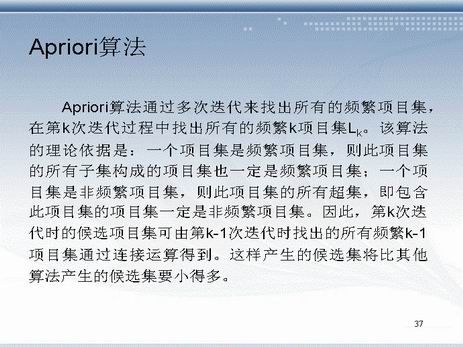 Apriori算法
Apriori算法通过多次迭代来找出所有的频繁项目集，
在第k次迭代过程中找出所有的频繁k项目集Lk。该算法
的理论依据是：一个项目集是频繁项目集，则此项目集
的所有子集构成的项目集也一定是频繁项目集；一个项
目集是非频繁项目集，则此项目集的所有超集，即包含
此项目集的项目集一定是非频繁项目集。因此，第k次迭
代时的候选项目集可由第k-1次迭代时找出的所有频繁k-1
项目集通过连接运算得到。这样产生的候选集将比其他
算法产生的候选集要小得多。
37